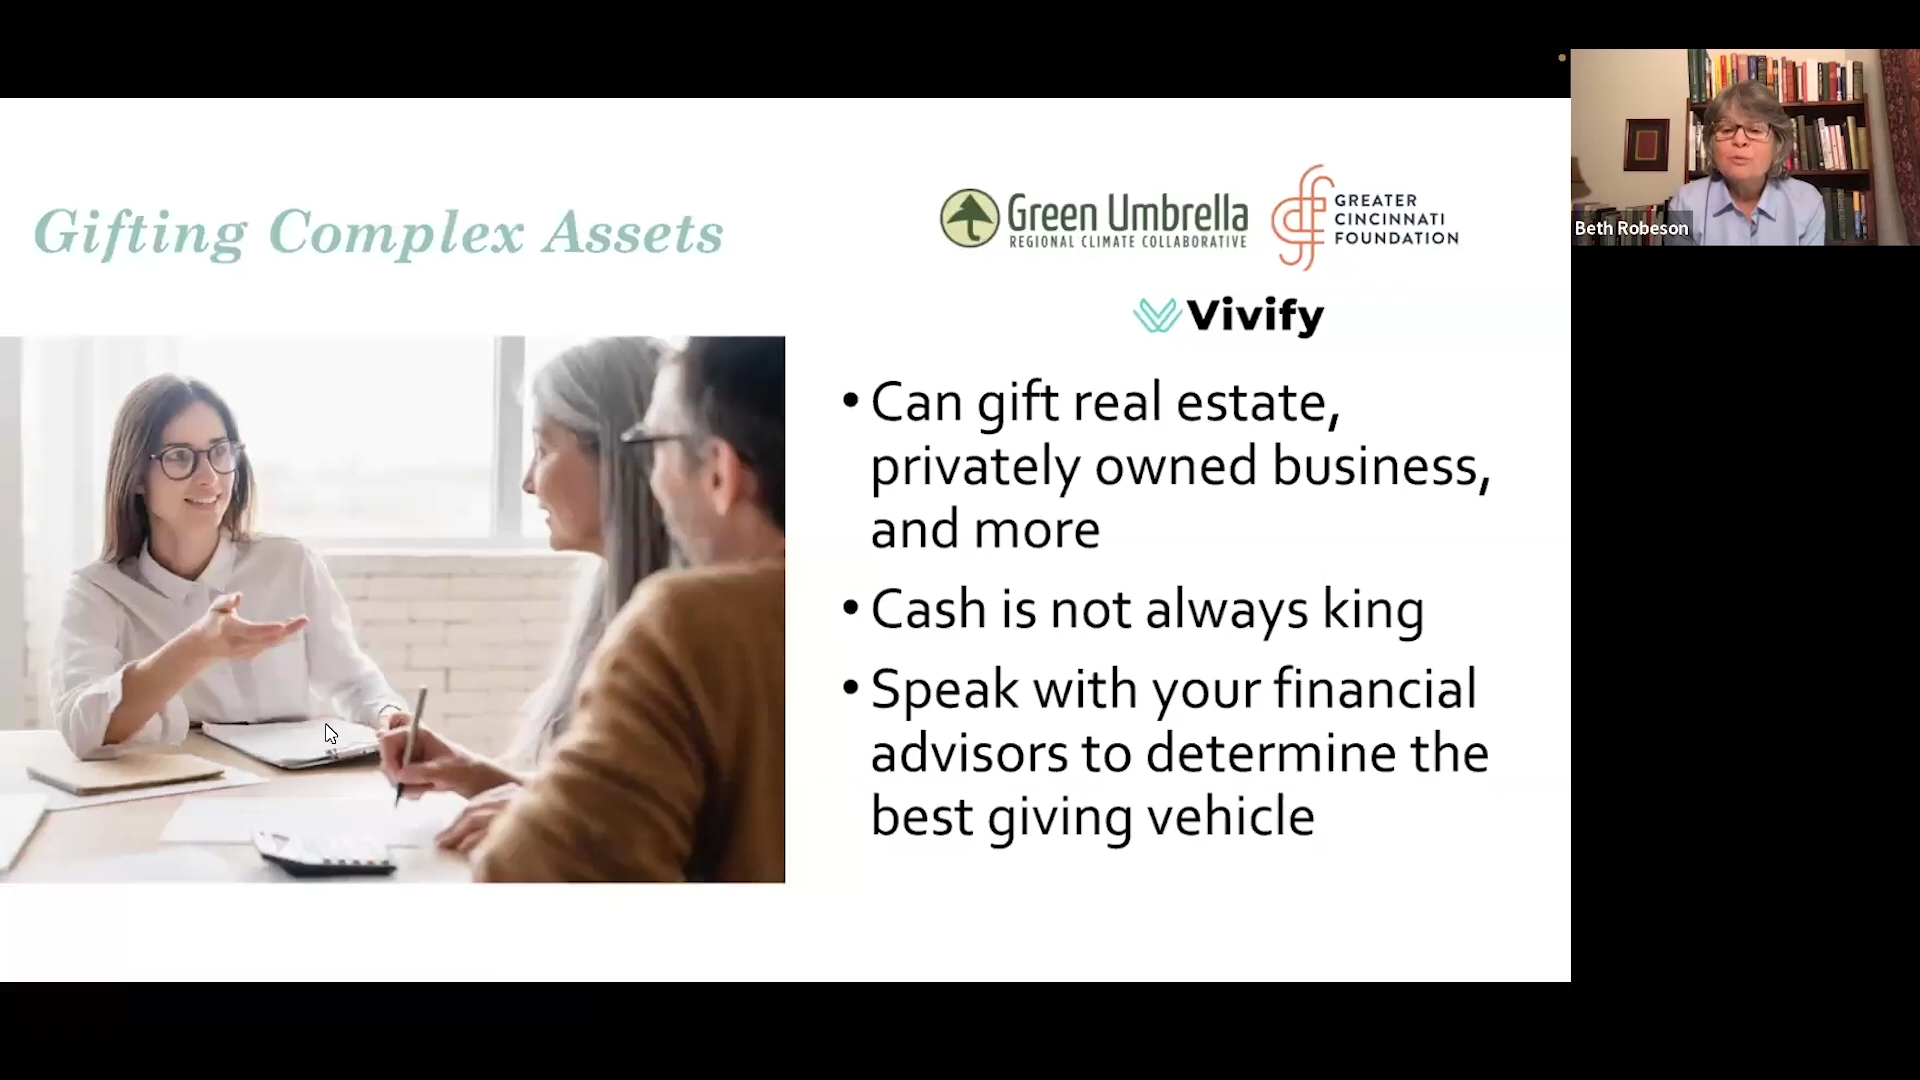 Gifting Complex Assets
Green Umbrella
REGIONAL CLIMATE COLLABORATIVE
GREATER
CINCINNATI
FOUNDATION
Vivify
• Can gift real estate,
privately owned business,
and more
• Cash is not always king
• Speak with your financial
advisors to determine the
best giving vehicle
Beth Robeson